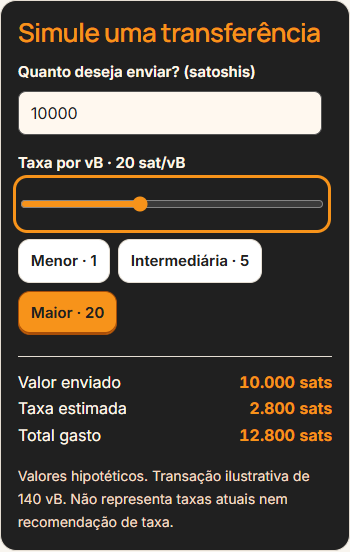 Simule uma transferência
Quanto deseja enviar? (satoshis)
10000
Taxa por vB · 20 sat/vB
Menor · 1
Intermediária · 5
Maior · 20
Valor enviado 10.000 sats
Taxa estimada 2.800 sats
Total gasto 12.800 sats
Valores hipotéticos. Transação ilustrativa de
140 vB. Não representa taxas atuais nem
recomendação de taxa.